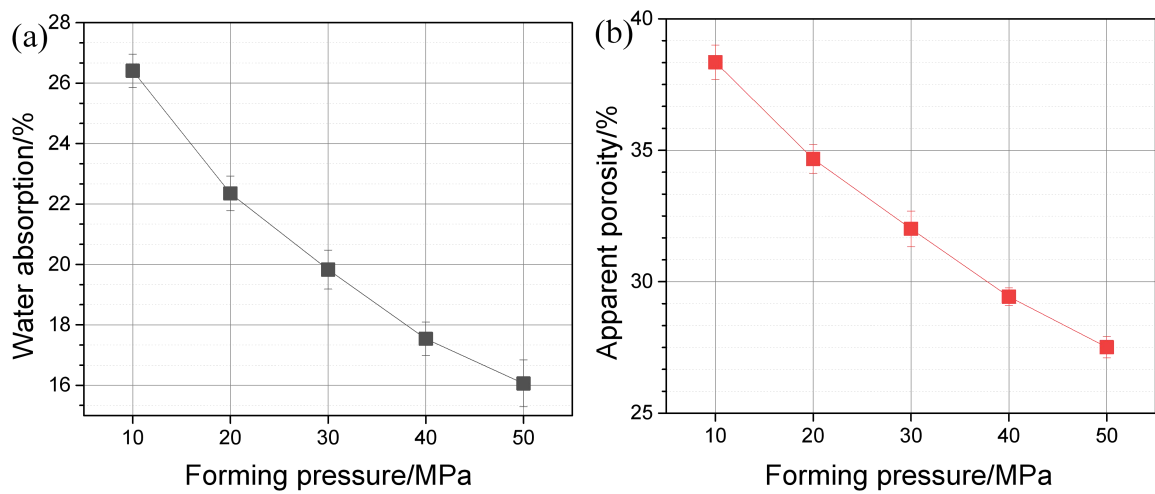 (a)
Water absorption/%
28
26
24
22
20
18
16
10 20 30 40 50
Forming pressure/MPa
(b)
Apparent porosity/%
40
35
30
25
10 20 30 40 50
Forming pressure/MPa